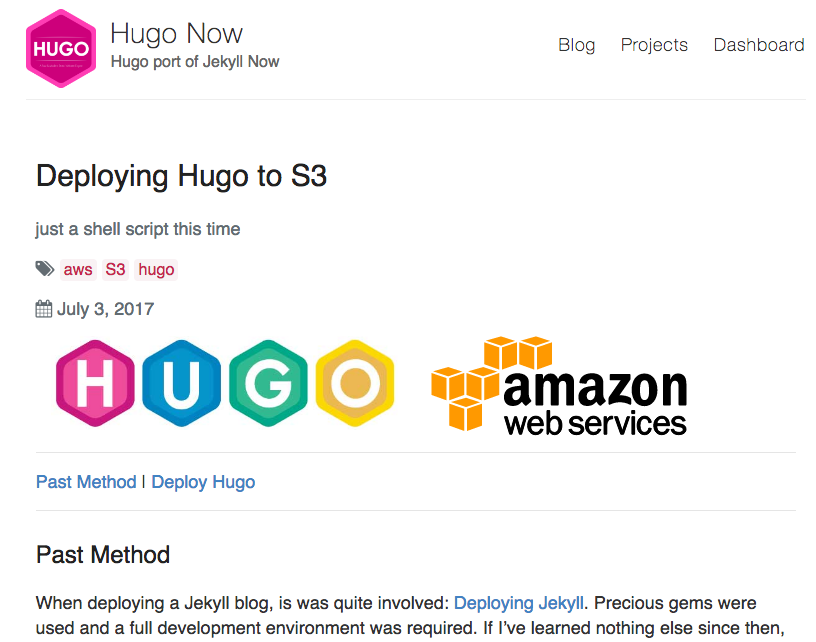 HUGO
Hugo Now
Hugo port of Jekyll Now
Blog Projects Dashboard
Deploying Hugo to S3
just a shell script this time
aws S3 hugo
July 3, 2017
HUGO
amazon
web services
Past Method | Deploy Hugo
Past Method
When deploying a Jekyll blog, is was quite involved: Deploying Jekyll. Precious gems were
used and a full development environment was required. If I've learned nothing else since then,